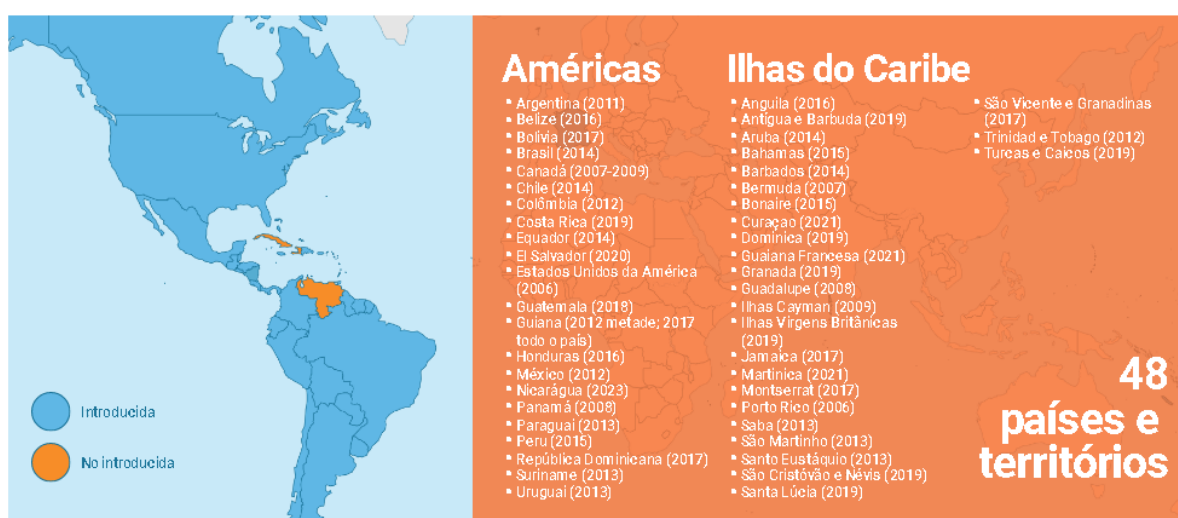 Américas
Argentina (2011)
Belize (2016)
Bolivia (2017)
Brasil (2014)
Canadá (2007-2009)
Chile (2014)
Colômbia (2012)
Costa Rica (2019)
Equador (2014)
El Salvador (2020)
Estados Unidos da América
(2006)
Guatemala (2018)
Guiana (2012 metade; 2017
todo o país)
Honduras (2016)
México (2012)
Nicarágua (2023)
Panamá (2008)
Paraguai (2013)
Peru (2015)
República Dominicana (2017)
Suriname (2013)
Uruguai (2013)
Ilhas do Caribe
Anguila (2016)
Antígua e Barbuda (2019)
Aruba (2014)
Bahamas (2015)
Barbados (2014)
Bermuda (2007)
Bonaire (2015)
Curaçao (2021)
Dominica (2019)
Guaiana Francesa (2021)
Granada (2019)
Guadalupe (2008)
Ilhas Cayman (2009)
Ilhas Virgens Britânicas
(2019)
Jamaica (2017)
Martinica (2021)
Montserrat (2017)
Porto Rico (2006)
Saba (2013)
São Martinho (2013)
Santo Eustáquio (2013)
São Cristóvão e Névis (2019)
Santa Lúcia (2019)
São Vicente e Granadinas
(2017)
Trinidad e Tobago (2012)
Turcas e Caicos (2019)
48
países e
territórios
Introducida
No introducida